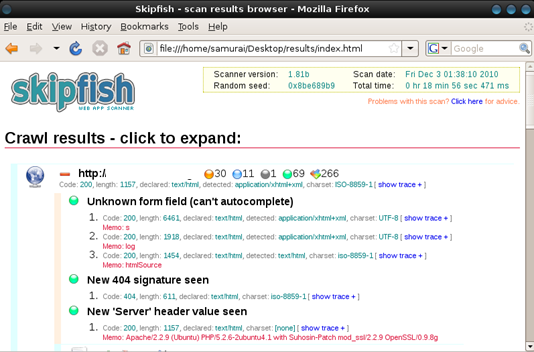 Skipfish - scan results browser - Mozilla Firefox
File Edit View History Bookmarks Tools Help
file:///home/samurai/Desktop/results/index.html
Google
skipfish
WEB APP SCANNER
Scanner version: 1.81b Scan date: Fri Dec 3 01:38:10 2010
Random seed: 0x8be689b9 Total time: 0 hr 18 min 56 sec 471 ms
Problems with this scan? Click here for advice.
Crawl results - click to expand:
http:/ 30 11 1 69 266
Code: 200, length: 1157, declared: text/html, detected: application/xhtml+xml, charset: ISO-8859-1 [ show trace + ]
Unknown form field (can't autocomplete)
1. Code: 200, length: 6461, declared: text/html, detected: application/xhtml+xml, charset: UTF-8 [ show trace + ]
Memo: s
2. Code: 200, length: 1918, declared: text/html, detected: application/xhtml+xml, charset: UTF-8 [ show trace + ]
Memo: log
3. Code: 200, length: 1454, declared: text/html, detected: text/html, charset: iso-8859-1 [ show trace + ]
Memo: htmlSource
New 404 signature seen
1. Code: 404, length: 611, declared: text/html, charset: iso-8859-1 [ show trace + ]
New 'Server' header value seen
1. Code: 200, length: 1157, declared: text/html, charset: [none] [ show trace + ]
Memo: Apache/2.2.9 (Ubuntu) PHP/5.2.6-2ubuntu4.1 with Suhosin-Patch mod_ssl/2.2.9 OpenSSL/0.9.8g